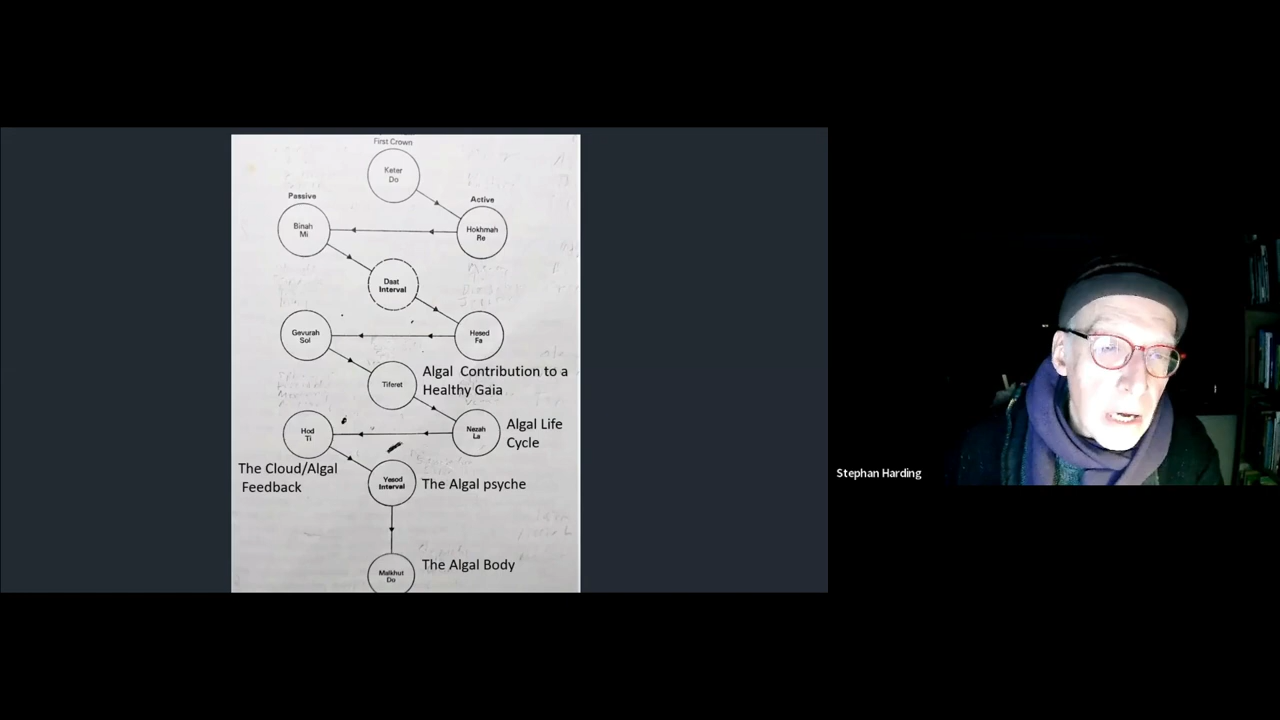 First Crown
Keter
Do
Passive
Active
Binah
Mi
Hokhmah
Re
Daat
Interval
Gevurah
Sol
Hesed
Fa
Tiferet
Algal Contribution to a
Healthy Gaia
Hod
Ti
Nezah
La
Algal Life
Cycle
The Cloud/Algal
Feedback
Yesod
Interval
The Algal psyche
Malkhut
Do
The Algal Body
Stephan Harding